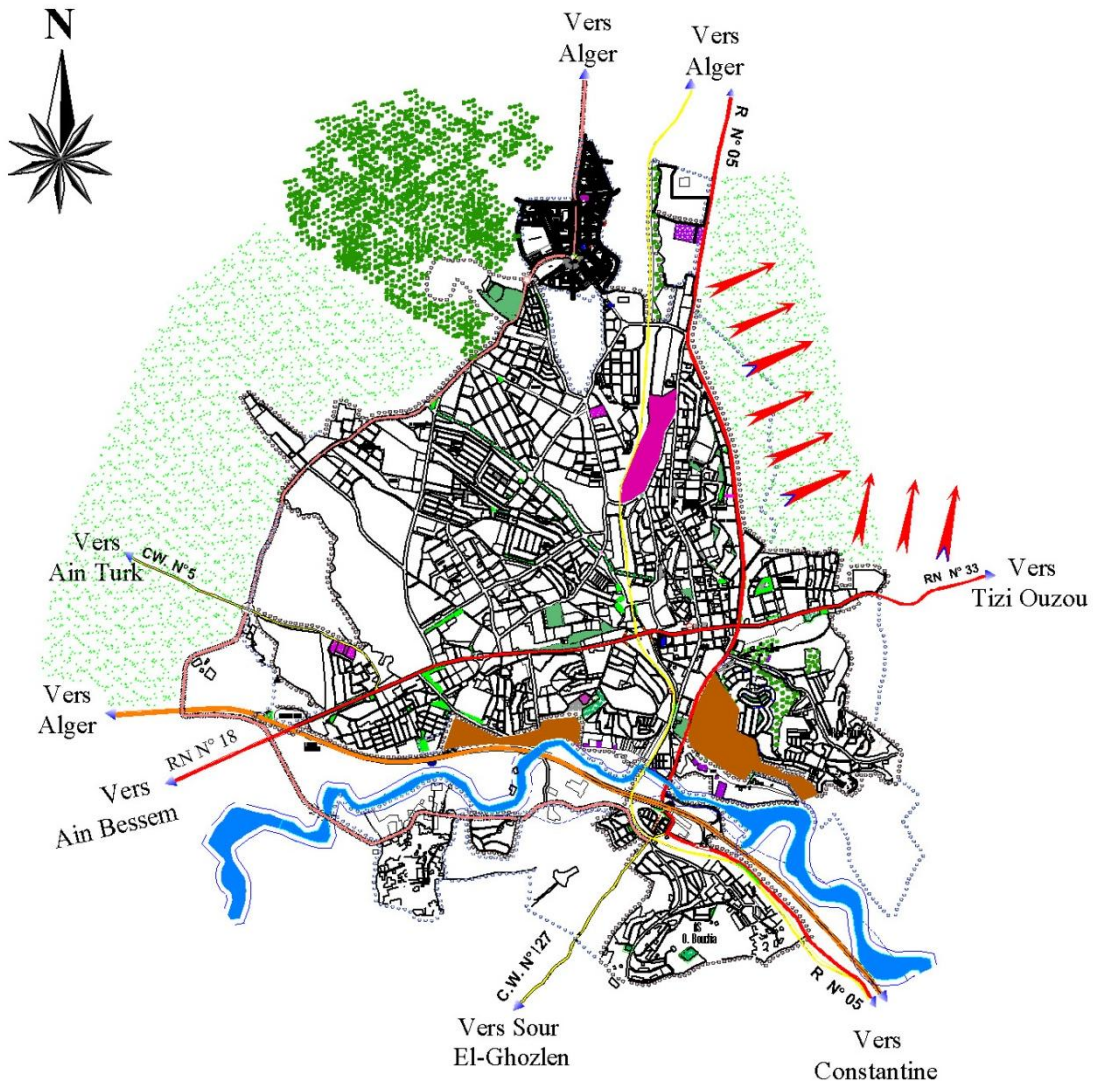 N
Vers
Alger
Vers
Alger
R N° 05
Vers
Ain Turk
CW. N°5
RN N° 33
Vers
Tizi Ouzou
Vers
Alger
RN N° 18
Vers
Ain Bessem
C.W. N°127
O. Bouchia
R N° 05
Vers Sour
El-Ghozlen
Vers
Constantine